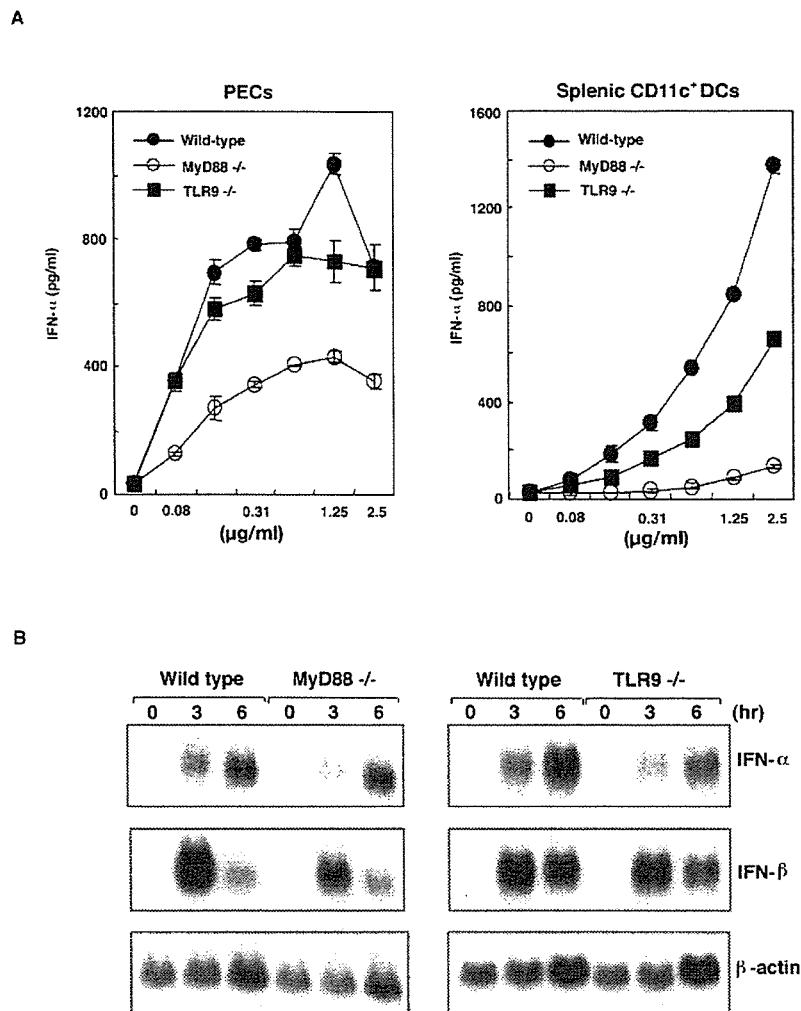 A
PECs
1200
800
400
0
IFN-α (pg/ml)
Wild-type
MyD88 -/-
TLR9 -/-
0 0.08 0.31 1.25 2.5
(µg/ml)
Splenic CD11c+ DCs
1600
1200
800
400
0
IFN-α (pg/ml)
Wild-type
MyD88 -/-
TLR9 -/-
0 0.08 0.31 1.25 2.5
(µg/ml)
B
Wild type MyD88 -/- Wild type TLR9 -/-
0 3 6 0 3 6 0 3 6 0 3 6 (hr)
IFN-α
IFN-β
β-actin